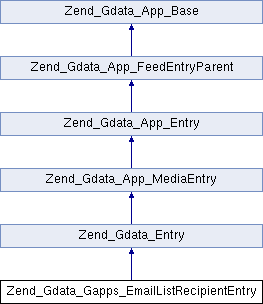 Zend_Gdata_App_Base
Zend_Gdata_App_FeedEntryParent
Zend_Gdata_App_Entry
Zend_Gdata_App_MediaEntry
Zend_Gdata_Entry
Zend_Gdata_Gapps_EmailListRecipientEntry